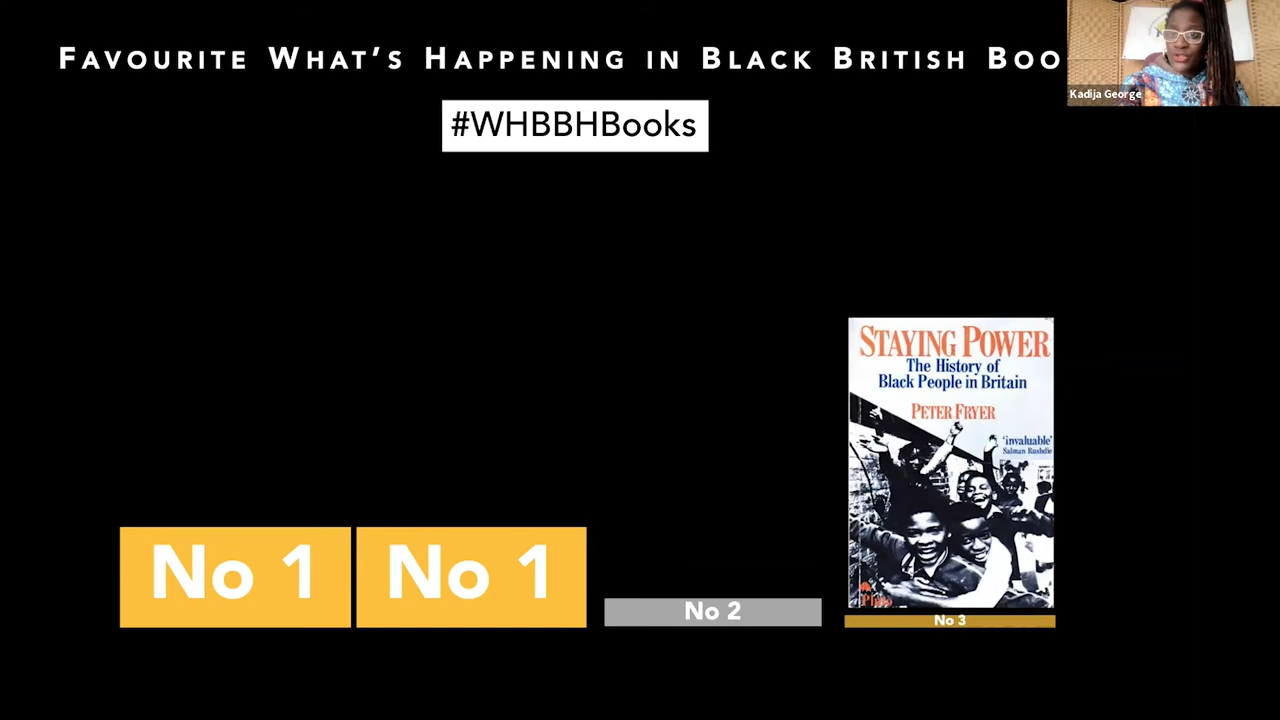 FAVOURITE WHAT'S HAPPENING IN BLACK BRITISH BOO
Kadija George
#WHBBHBooks
STAYING POWER
The History of
Black People in Britain
PETER FRYER
'invaluable'
Salman Rushdie
Pluto
No 1
No 1
No 2
No 3